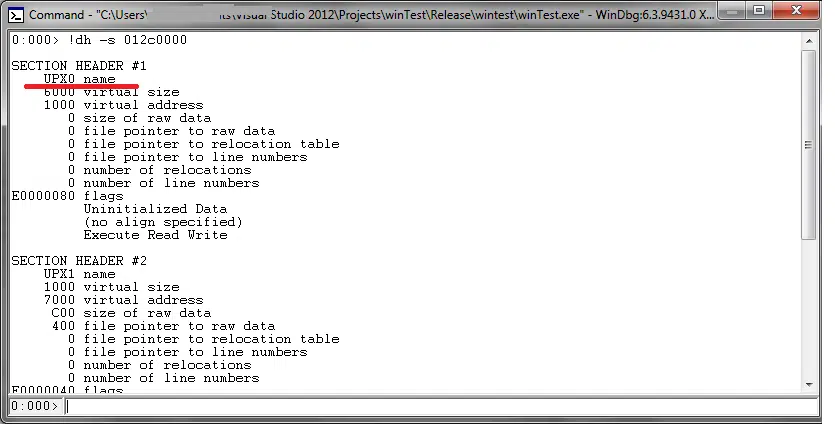 Command - "C:\Users\ ts\Visual Studio 2012\Projects\winTest\Release\wintest\winTest.exe" - WinDbg:6.3.9431.0 X...
0:000> !dh -s 012c0000
SECTION HEADER #1
UPX0 name
6000 virtual size
1000 virtual address
0 size of raw data
0 file pointer to raw data
0 file pointer to relocation table
0 file pointer to line numbers
0 number of relocations
0 number of line numbers
E0000080 flags
Uninitialized Data
(no align specified)
Execute Read Write
SECTION HEADER #2
UPX1 name
1000 virtual size
7000 virtual address
C00 size of raw data
400 file pointer to raw data
0 file pointer to relocation table
0 file pointer to line numbers
0 number of relocations
0 number of line numbers
E0000040 flags
0:000>